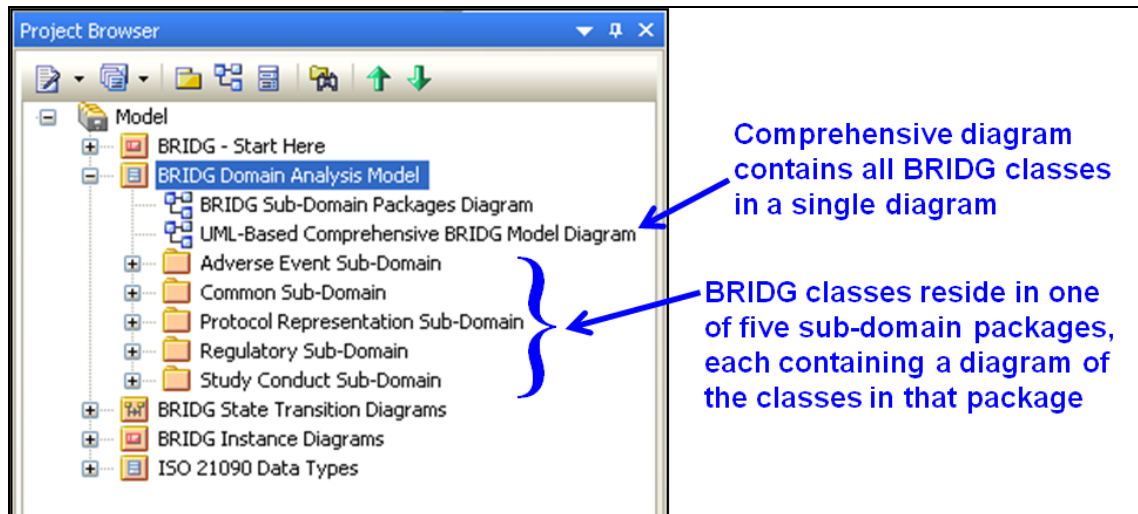 Project Browser
Model
BRIDG - Start Here
BRIDG Domain Analysis Model
BRIDG Sub-Domain Packages Diagram
UML-Based Comprehensive BRIDG Model Diagram
Adverse Event Sub-Domain
Common Sub-Domain
Protocol Representation Sub-Domain
Regulatory Sub-Domain
Study Conduct Sub-Domain
BRIDG State Transition Diagrams
BRIDG Instance Diagrams
ISO 21090 Data Types
Comprehensive diagram
contains all BRIDG classes
in a single diagram
BRIDG classes reside in one
of five sub-domain packages,
each containing a diagram of
the classes in that package